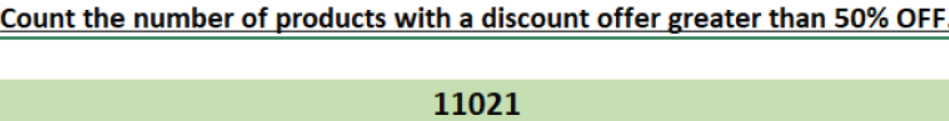 Count the number of products with a discount offer greater than 50% OFF.
11021